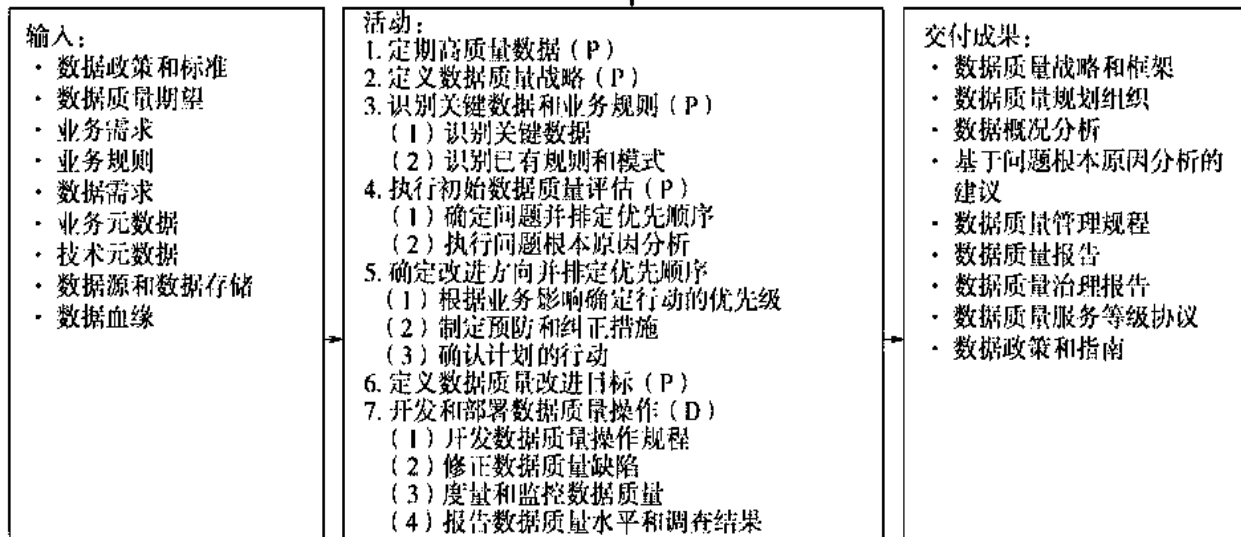 输入：
· 数据政策和标准
· 数据质量期望
· 业务需求
· 业务规则
· 数据需求
· 业务元数据
· 技术元数据
· 数据源和数据存储
· 数据血缘
活动：
1. 定期高质量数据（P）
2. 定义数据质量战略（P）
3. 识别关键数据和业务规则（P）
（1）识别关键数据
（2）识别已有规则和模式
4. 执行初始数据质量评估（P）
（1）确定问题并排定优先顺序
（2）执行问题根本原因分析
5. 确定改进方向并排定优先顺序
（1）根据业务影响确定行动的优先级
（2）制定预防和纠正措施
（3）确认计划的行动
6. 定义数据质量改进目标（P）
7. 开发和部署数据质量操作（D）
（1）开发数据质量操作规程
（2）修正数据质量缺陷
（3）度量和监控数据质量
（4）报告数据质量水平和调查结果
交付成果：
· 数据质量战略和框架
· 数据质量规划组织
· 数据概况分析
· 基于问题根本原因分析的
建议
· 数据质量管理规程
· 数据质量报告
· 数据质量治理报告
· 数据质量服务等级协议
· 数据政策和指南